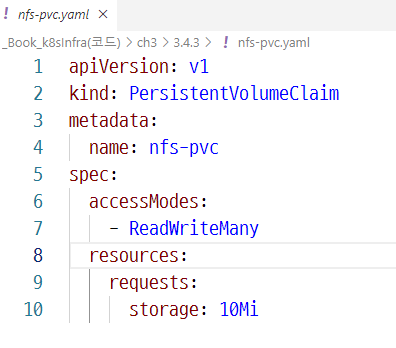 ! nfs-pvc.yaml ×
_Book_k8sInfra(코드) > ch3 > 3.4.3 > ! nfs-pvc.yaml
1 apiVersion: v1
2 kind: PersistentVolumeClaim
3 metadata:
4   name: nfs-pvc
5 spec:
6   accessModes:
7     - ReadWriteMany
8   resources:
9     requests:
10       storage: 10Mi